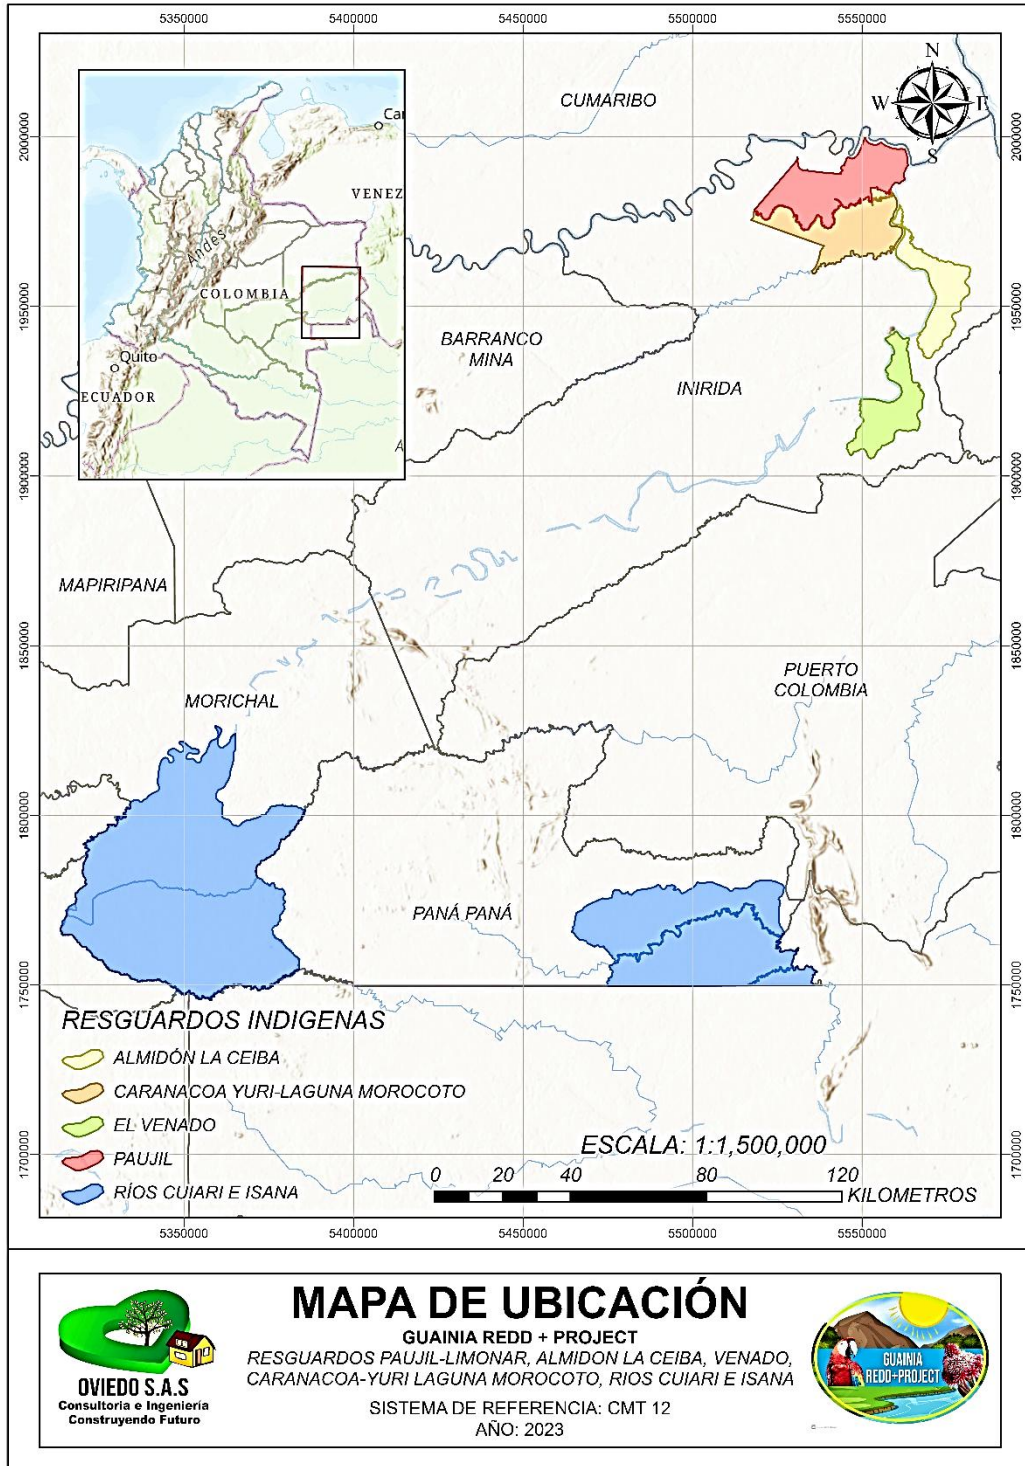 5350000 5400000 5450000 5500000 5550000
2000000
1950000
1900000
1850000
1800000
1750000
1700000
2000000
1950000
1900000
1850000
1800000
1750000
1700000
N
W E
S
CUMARIBO
VENEZ
Andes
COLOMBIA
Quito
ECUADOR
BARRANCO
MINA
INIRIDA
MAPIRIPANA
MORICHAL
PUERTO
COLOMBIA
PANÁ PANÁ
RESGUARDOS INDIGENAS
ALMIDÓN LA CEIBA
CARANACOA YURI-LAGUNA MOROCOTO
EL VENADO
PAUJIL
RÍOS CUIARI E ISANA
ESCALA: 1:1,500,000
0 20 40 80 120
KILOMETROS
5350000 5400000 5450000 5500000 5550000
MAPA DE UBICACIÓN
GUAINIA REDD + PROJECT
RESGUARDOS PAUJIL-LIMONAR, ALMIDON LA CEIBA, VENADO,
CARANACOA-YURI LAGUNA MOROCOTO, RIOS CUIARI E ISANA
SISTEMA DE REFERENCIA: CMT 12
AÑO: 2023
OVIEDO S.A.S
Consultoria e Ingeniería
Construyendo Futuro
GUAINIA
REDD+PROJECT